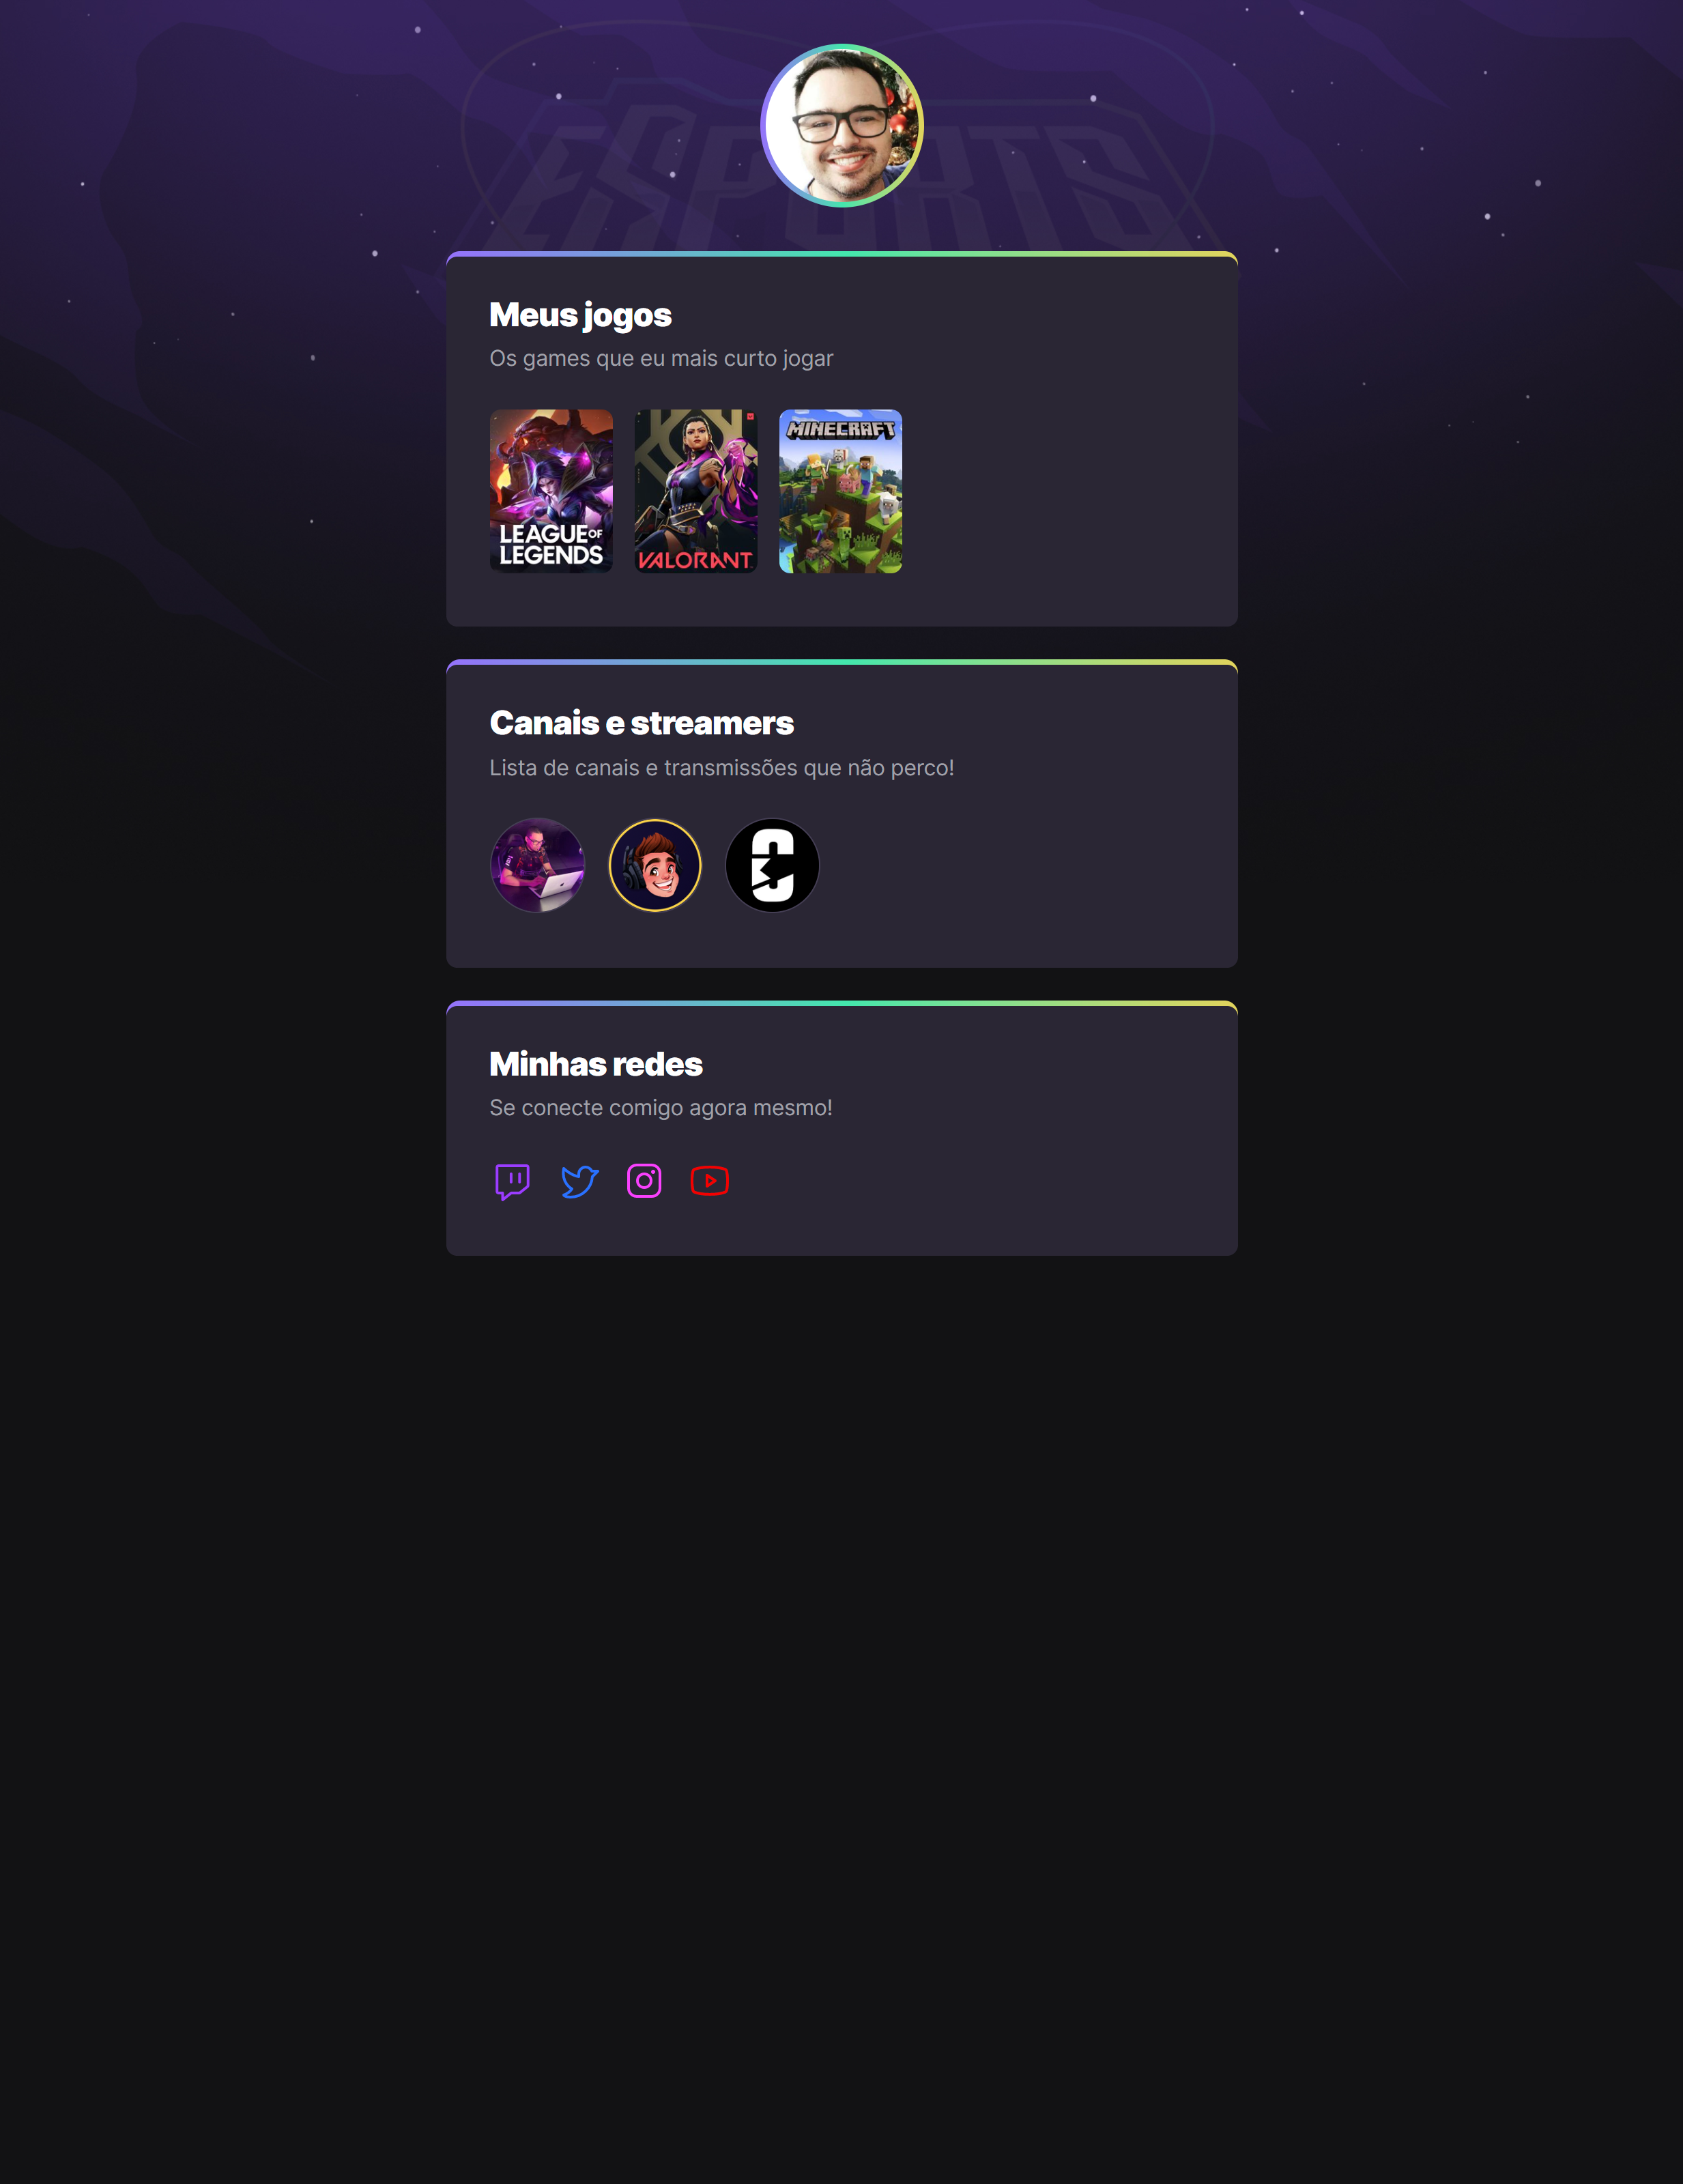 ESPORTS
Meus jogos
Os games que eu mais curto jogar
LEAGUE OF
LEGENDS
VALORANT
MINECRAFT
Canais e streamers
Lista de canais e transmissões que não perco!
Minhas redes
Se conecte comigo agora mesmo!